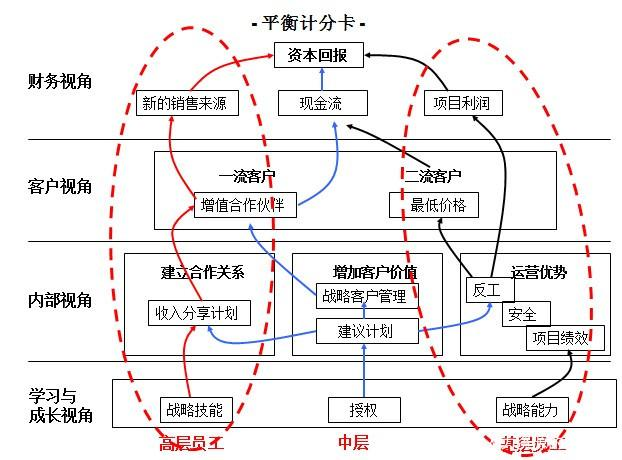 - 平衡计分卡 -
资本回报
财务视角
新的销售来源
现金流
项目利润
一流客户
二流客户
客户视角
增值合作伙伴
最低价格
建立合作关系
增加客户价值
运营优势
内部视角
战略客户管理
反工
收入分享计划
安全
建议计划
项目绩效
学习与
成长视角
战略技能
授权
战略能力
高层员工
中层
基层员工